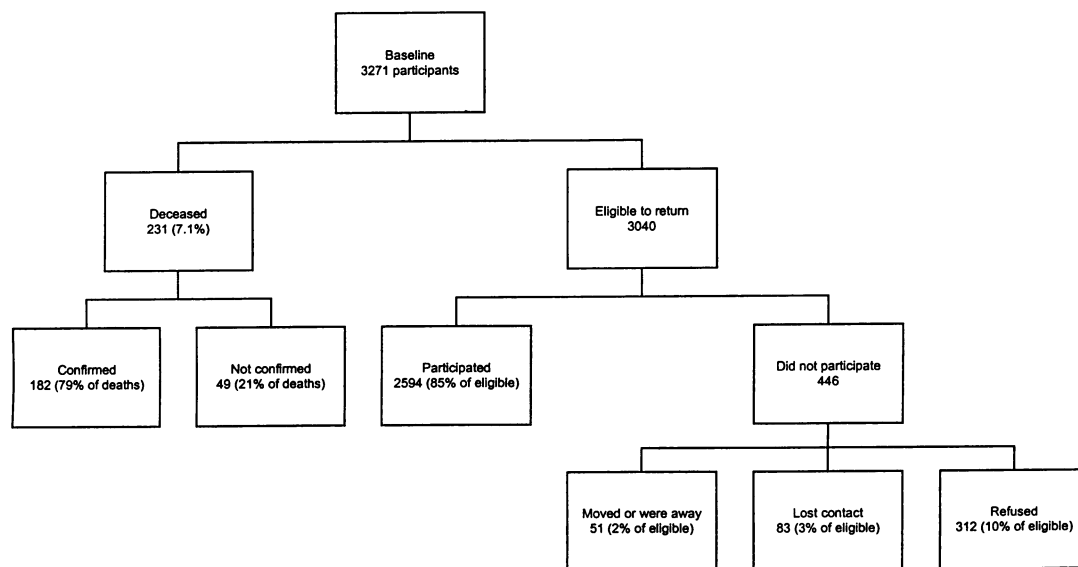 Baseline
3271 participants
Deceased
231 (7.1%)
Eligible to return
3040
Confirmed
182 (79% of deaths)
Not confirmed
49 (21% of deaths)
Participated
2594 (85% of eligible)
Did not participate
446
Moved or were away
51 (2% of eligible)
Lost contact
83 (3% of eligible)
Refused
312 (10% of eligible)